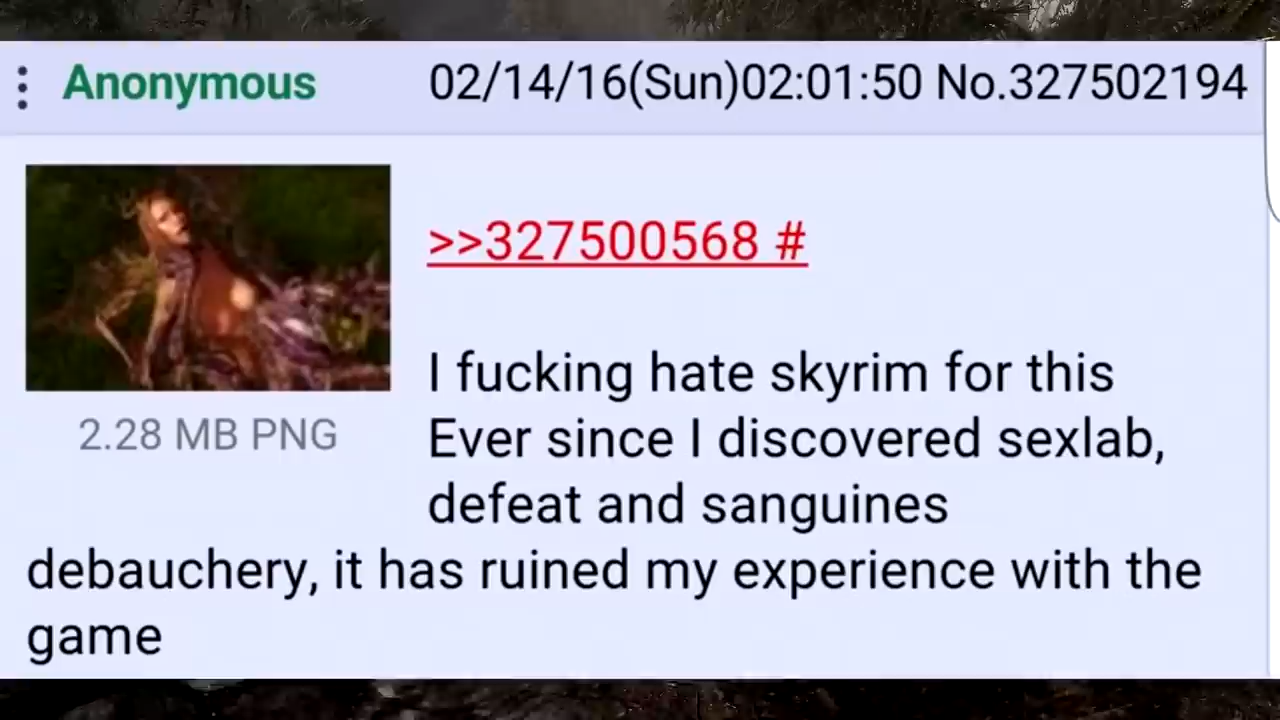 Anonymous 02/14/16(Sun)02:01:50 No.327502194
>>327500568 #
2.28 MB PNG
I fucking hate skyrim for this
Ever since I discovered sexlab,
defeat and sanguines
debauchery, it has ruined my experience with the
game